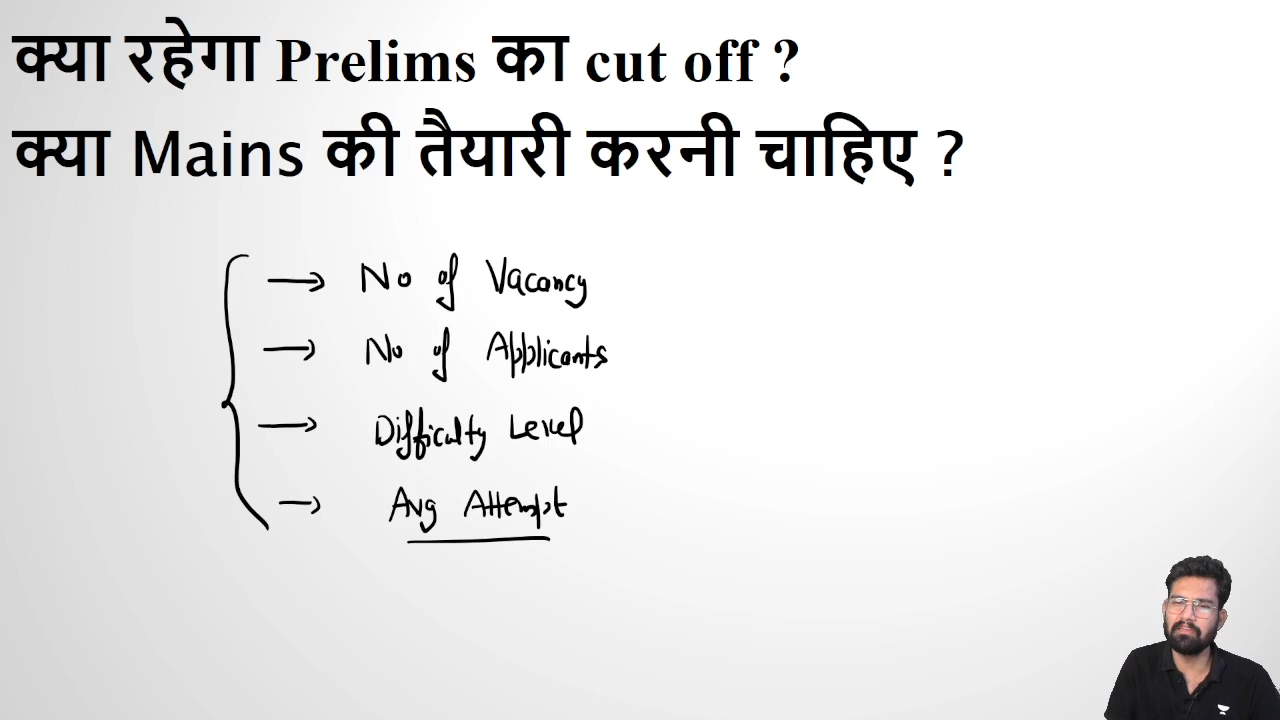 क्या रहेगा Prelims का cut off ?
क्या Mains की तैयारी करनी चाहिए ?
→ No of Vacancy
→ No of Applicants
→ Difficulty Level
→ Avg Attempt